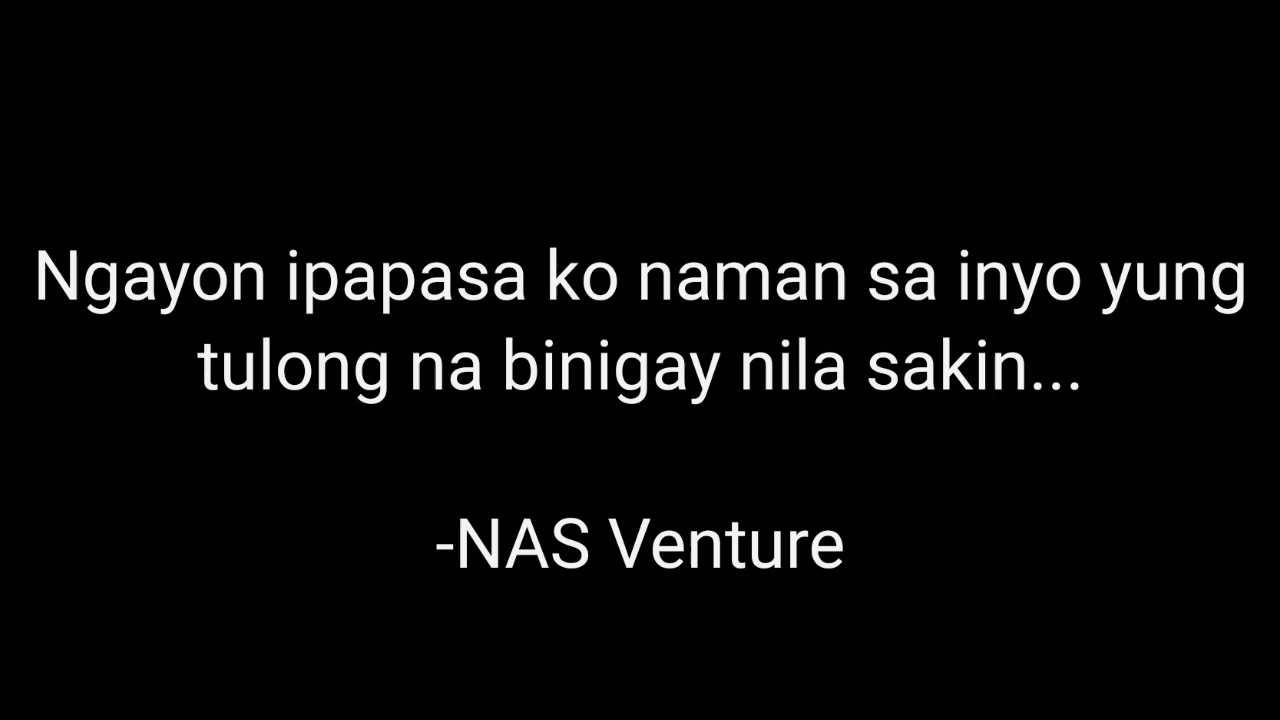 Ngayon ipapasa ko naman sa inyo yung
tulong na binigay nila sakin...
-NAS Venture